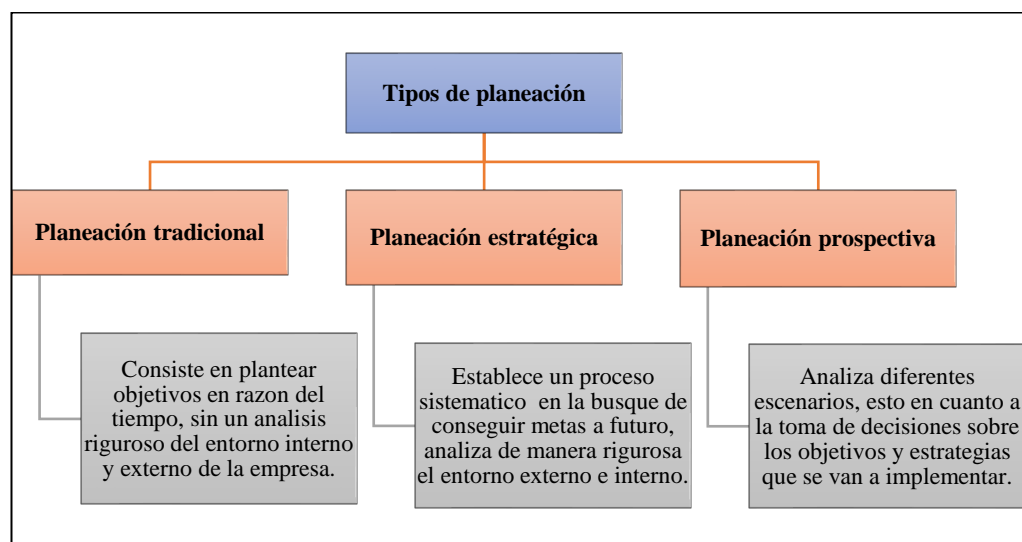 Tipos de planeación
Planeación tradicional
Consiste en plantear
objetivos en razon del
tiempo, sin un analisis
riguroso del entorno interno
y externo de la empresa.
Planeación estratégica
Establece un proceso
sistematico en la busque de
conseguir metas a futuro,
analiza de manera rigurosa
el entorno externo e interno.
Planeación prospectiva
Analiza diferentes
escenarios, esto en cuanto a
la toma de decisiones sobre
los objetivos y estrategias
que se van a implementar.